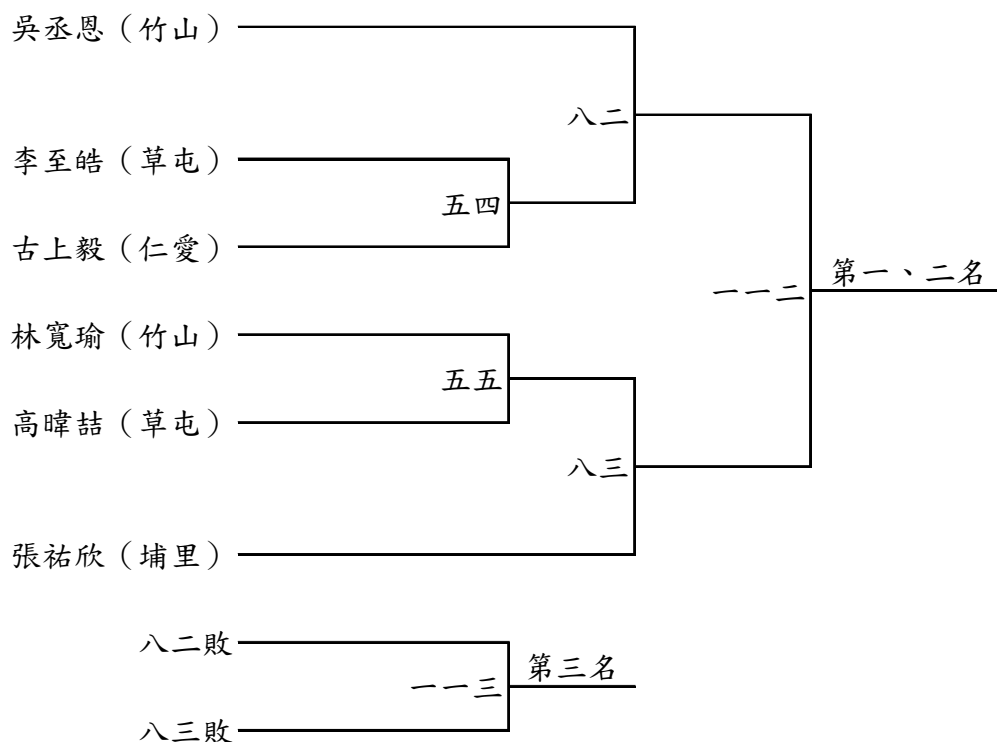 吳丞恩（竹山）
八二
李至皓（草屯）
五四
古上毅（仁愛）
第一、二名
一一二
林寬瑜（竹山）
五五
高暐喆（草屯）
八三
張祐欣（埔里）
八二敗
第三名
一一三
八三敗